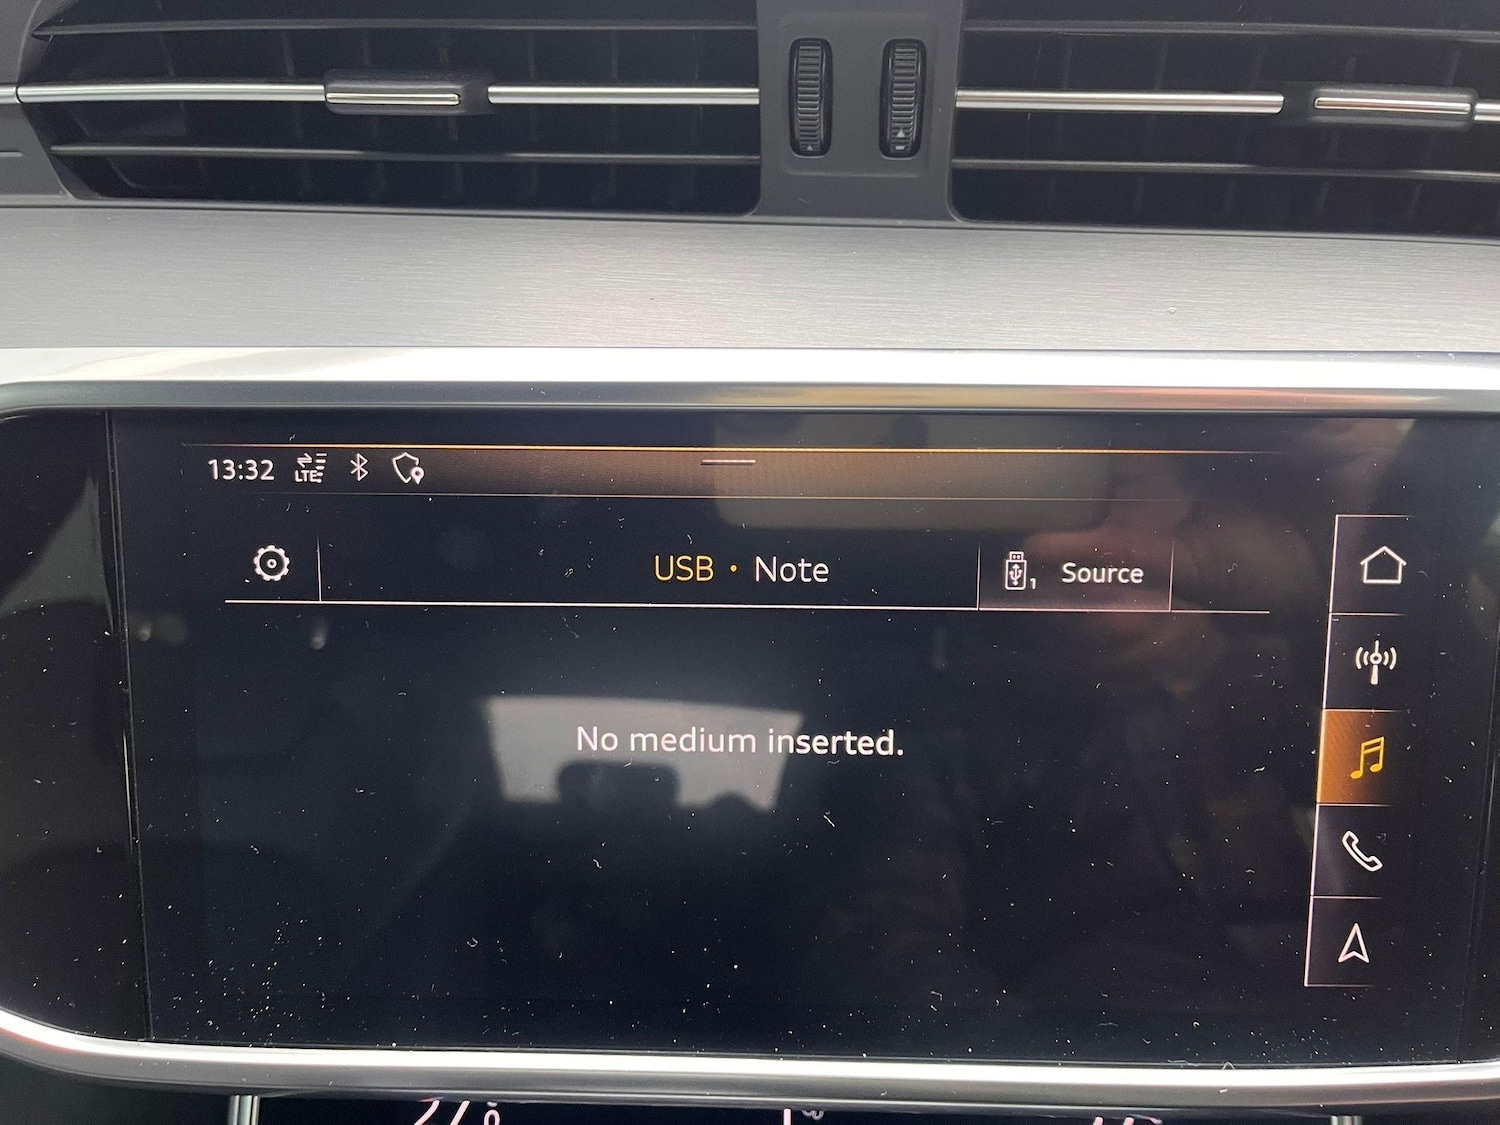 13:32 LTE
USB • Note
1 Source
No medium inserted.